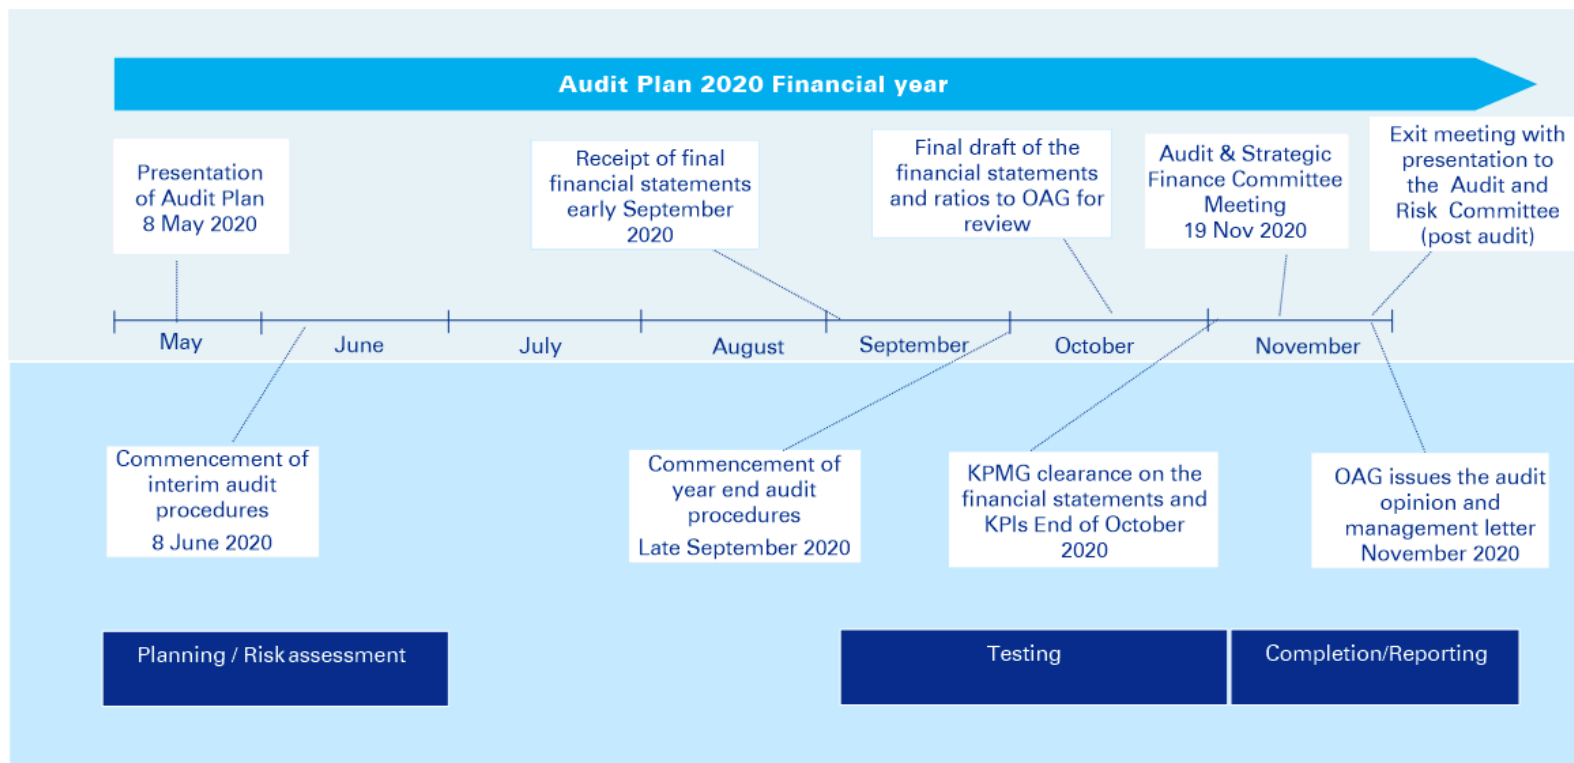 Audit Plan 2020 Financial year
Presentation
of Audit Plan
8 May 2020
Receipt of final
financial statements
early September
2020
Final draft of the
financial statements
and ratios to OAG for
review
Audit & Strategic
Finance Committee
Meeting
19 Nov 2020
Exit meeting with
presentation to
the Audit and
Risk Committee
(post audit)
May
June
July
August
September
October
November
Commencement of
interim audit
procedures
8 June 2020
Commencement of
year end audit
procedures
Late September 2020
KPMG clearance on the
financial statements and
KPIs End of October
2020
OAG issues the audit
opinion and
management letter
November 2020
Planning / Risk assessment
Testing
Completion/Reporting